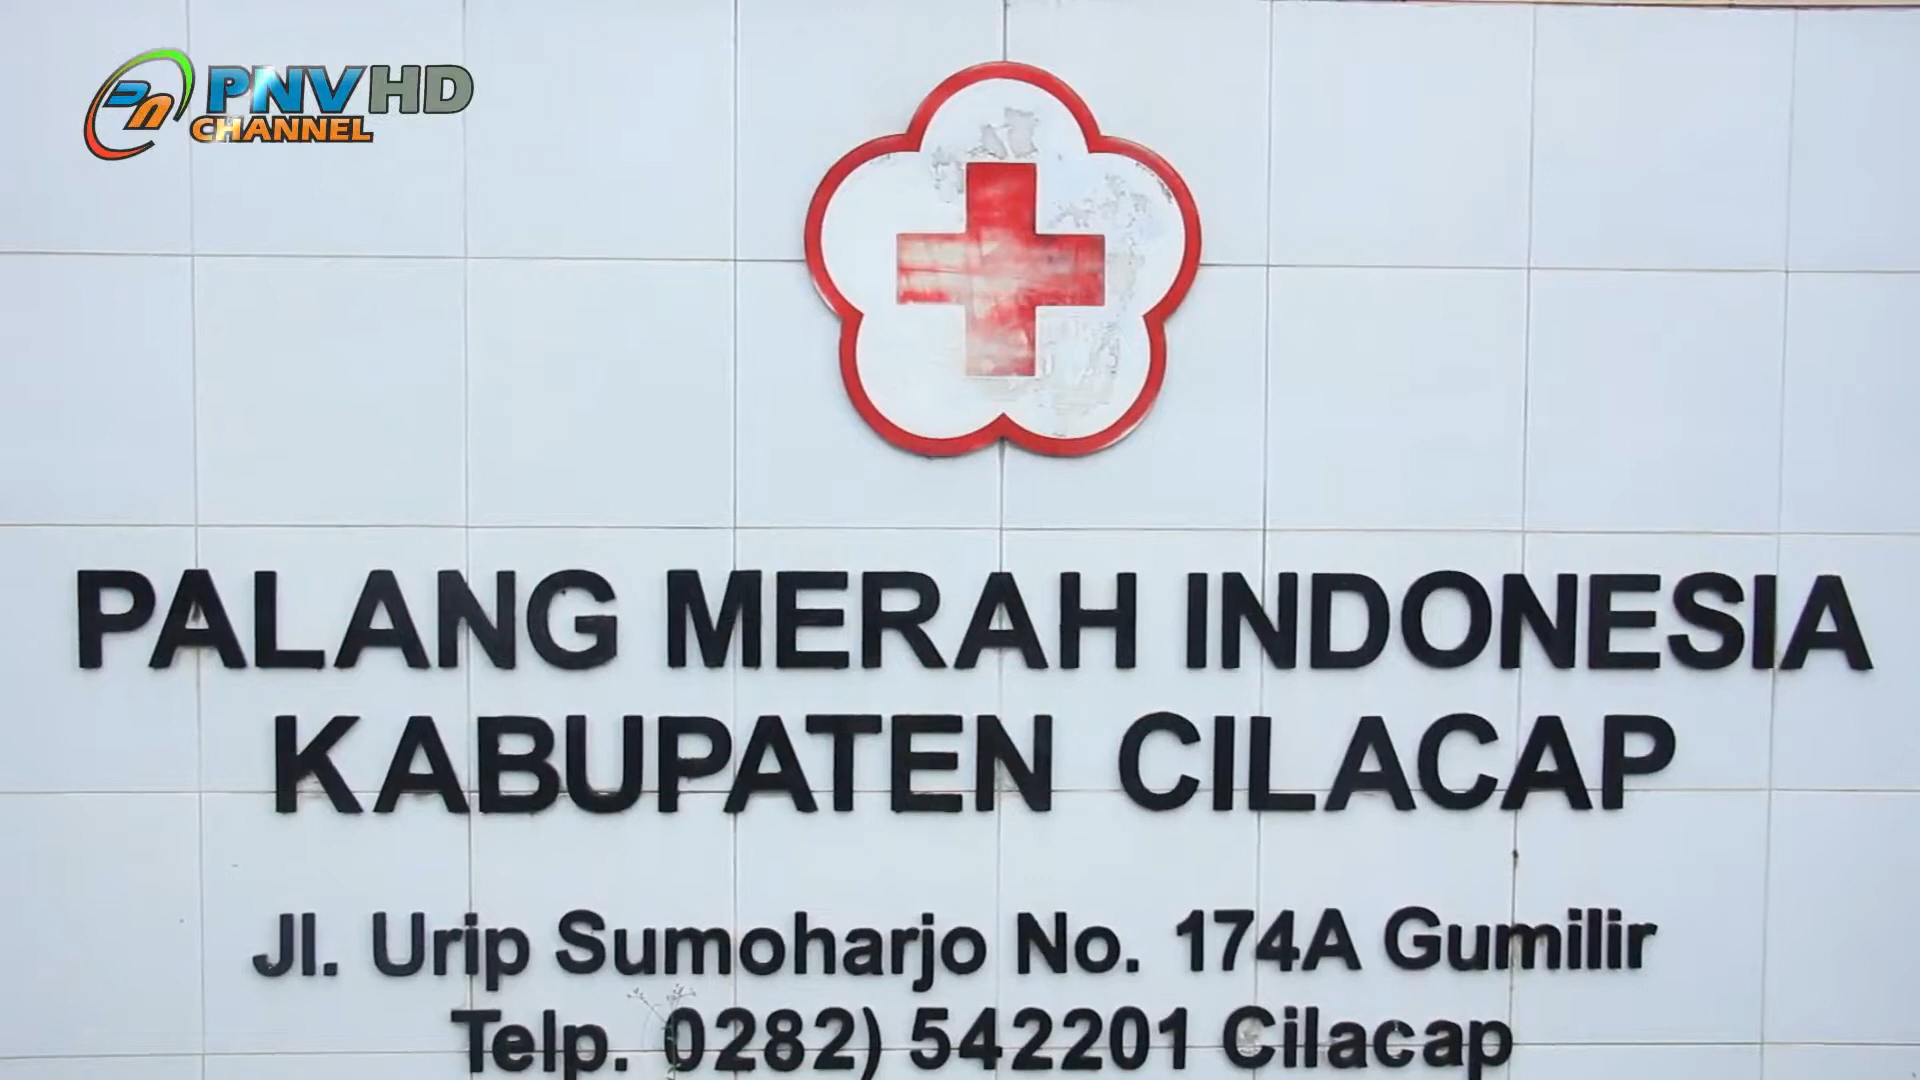 PNV HD
CHANNEL
PALANG MERAH INDONESIA
KABUPATEN CILACAP
Jl. Urip Sumoharjo No. 174A Gumilir
Telp. 0282) 542201 Cilacap